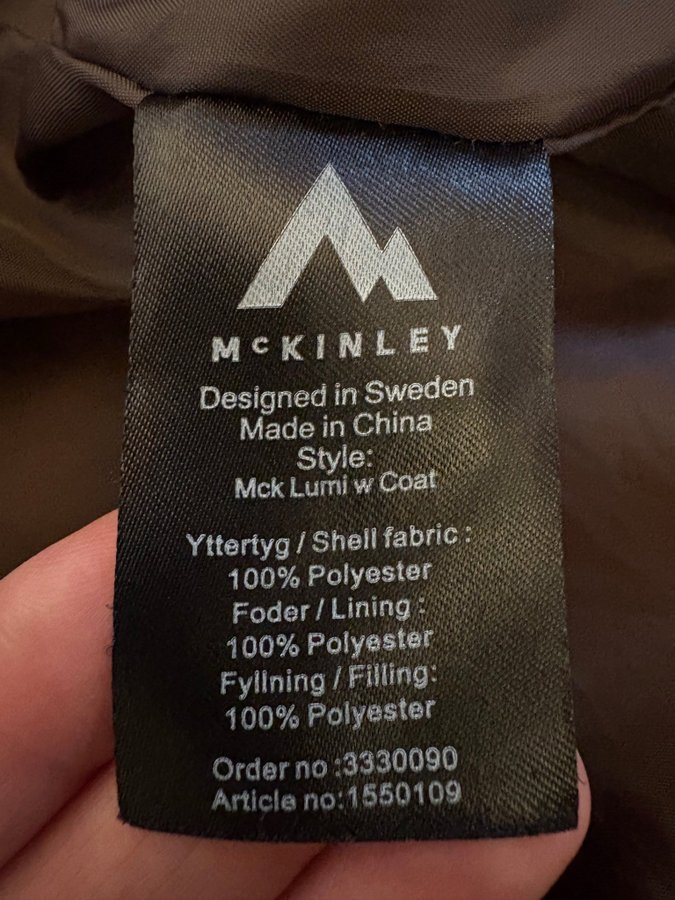 McKINLEY
Designed in Sweden
Made in China
Style:
Mck Lumi w Coat
Yttertyg / Shell fabric :
100% Polyester
Foder / Lining :
100% Polyester
Fyllning / Filling:
100% Polyester
Order no :3330090
Article no:1550109